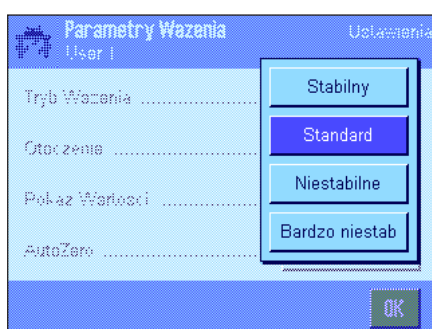 Parametry Wazenia
Ustawienia
User 1
Tryb Wazenia ................
Otoczenie ....................
Pokaz Wartosci ..............
AutoZero ......................
Stabilny
Standard
Niestabilne
Bardzo niestab
OK